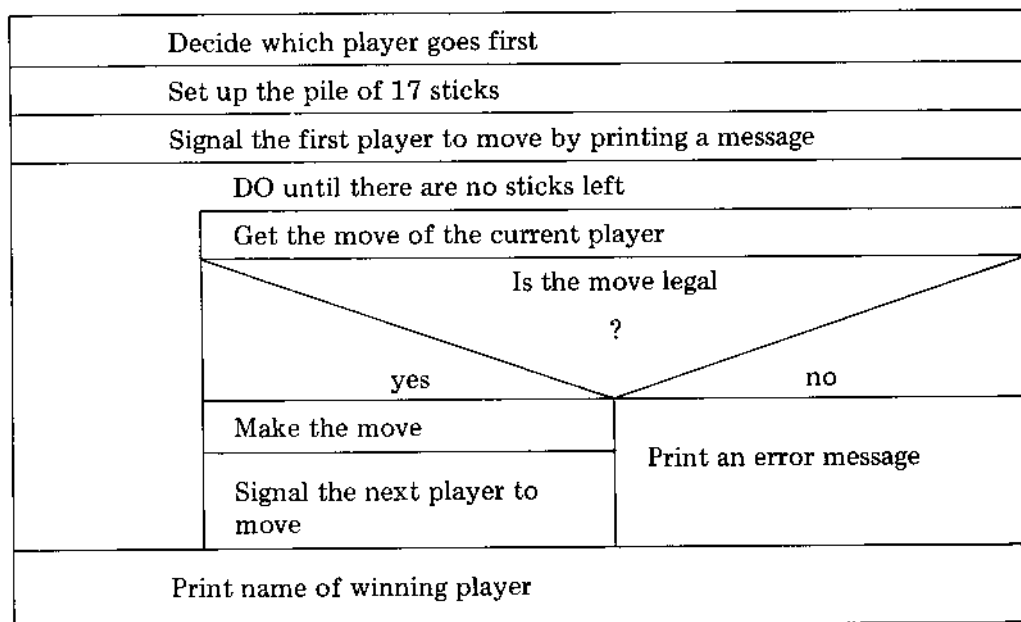 Decide which player goes first
Set up the pile of 17 sticks
Signal the first player to move by printing a message
DO until there are no sticks left
Get the move of the current player
Is the move legal
?
yes
no
Make the move
Print an error message
Signal the next player to
move
Print name of winning player